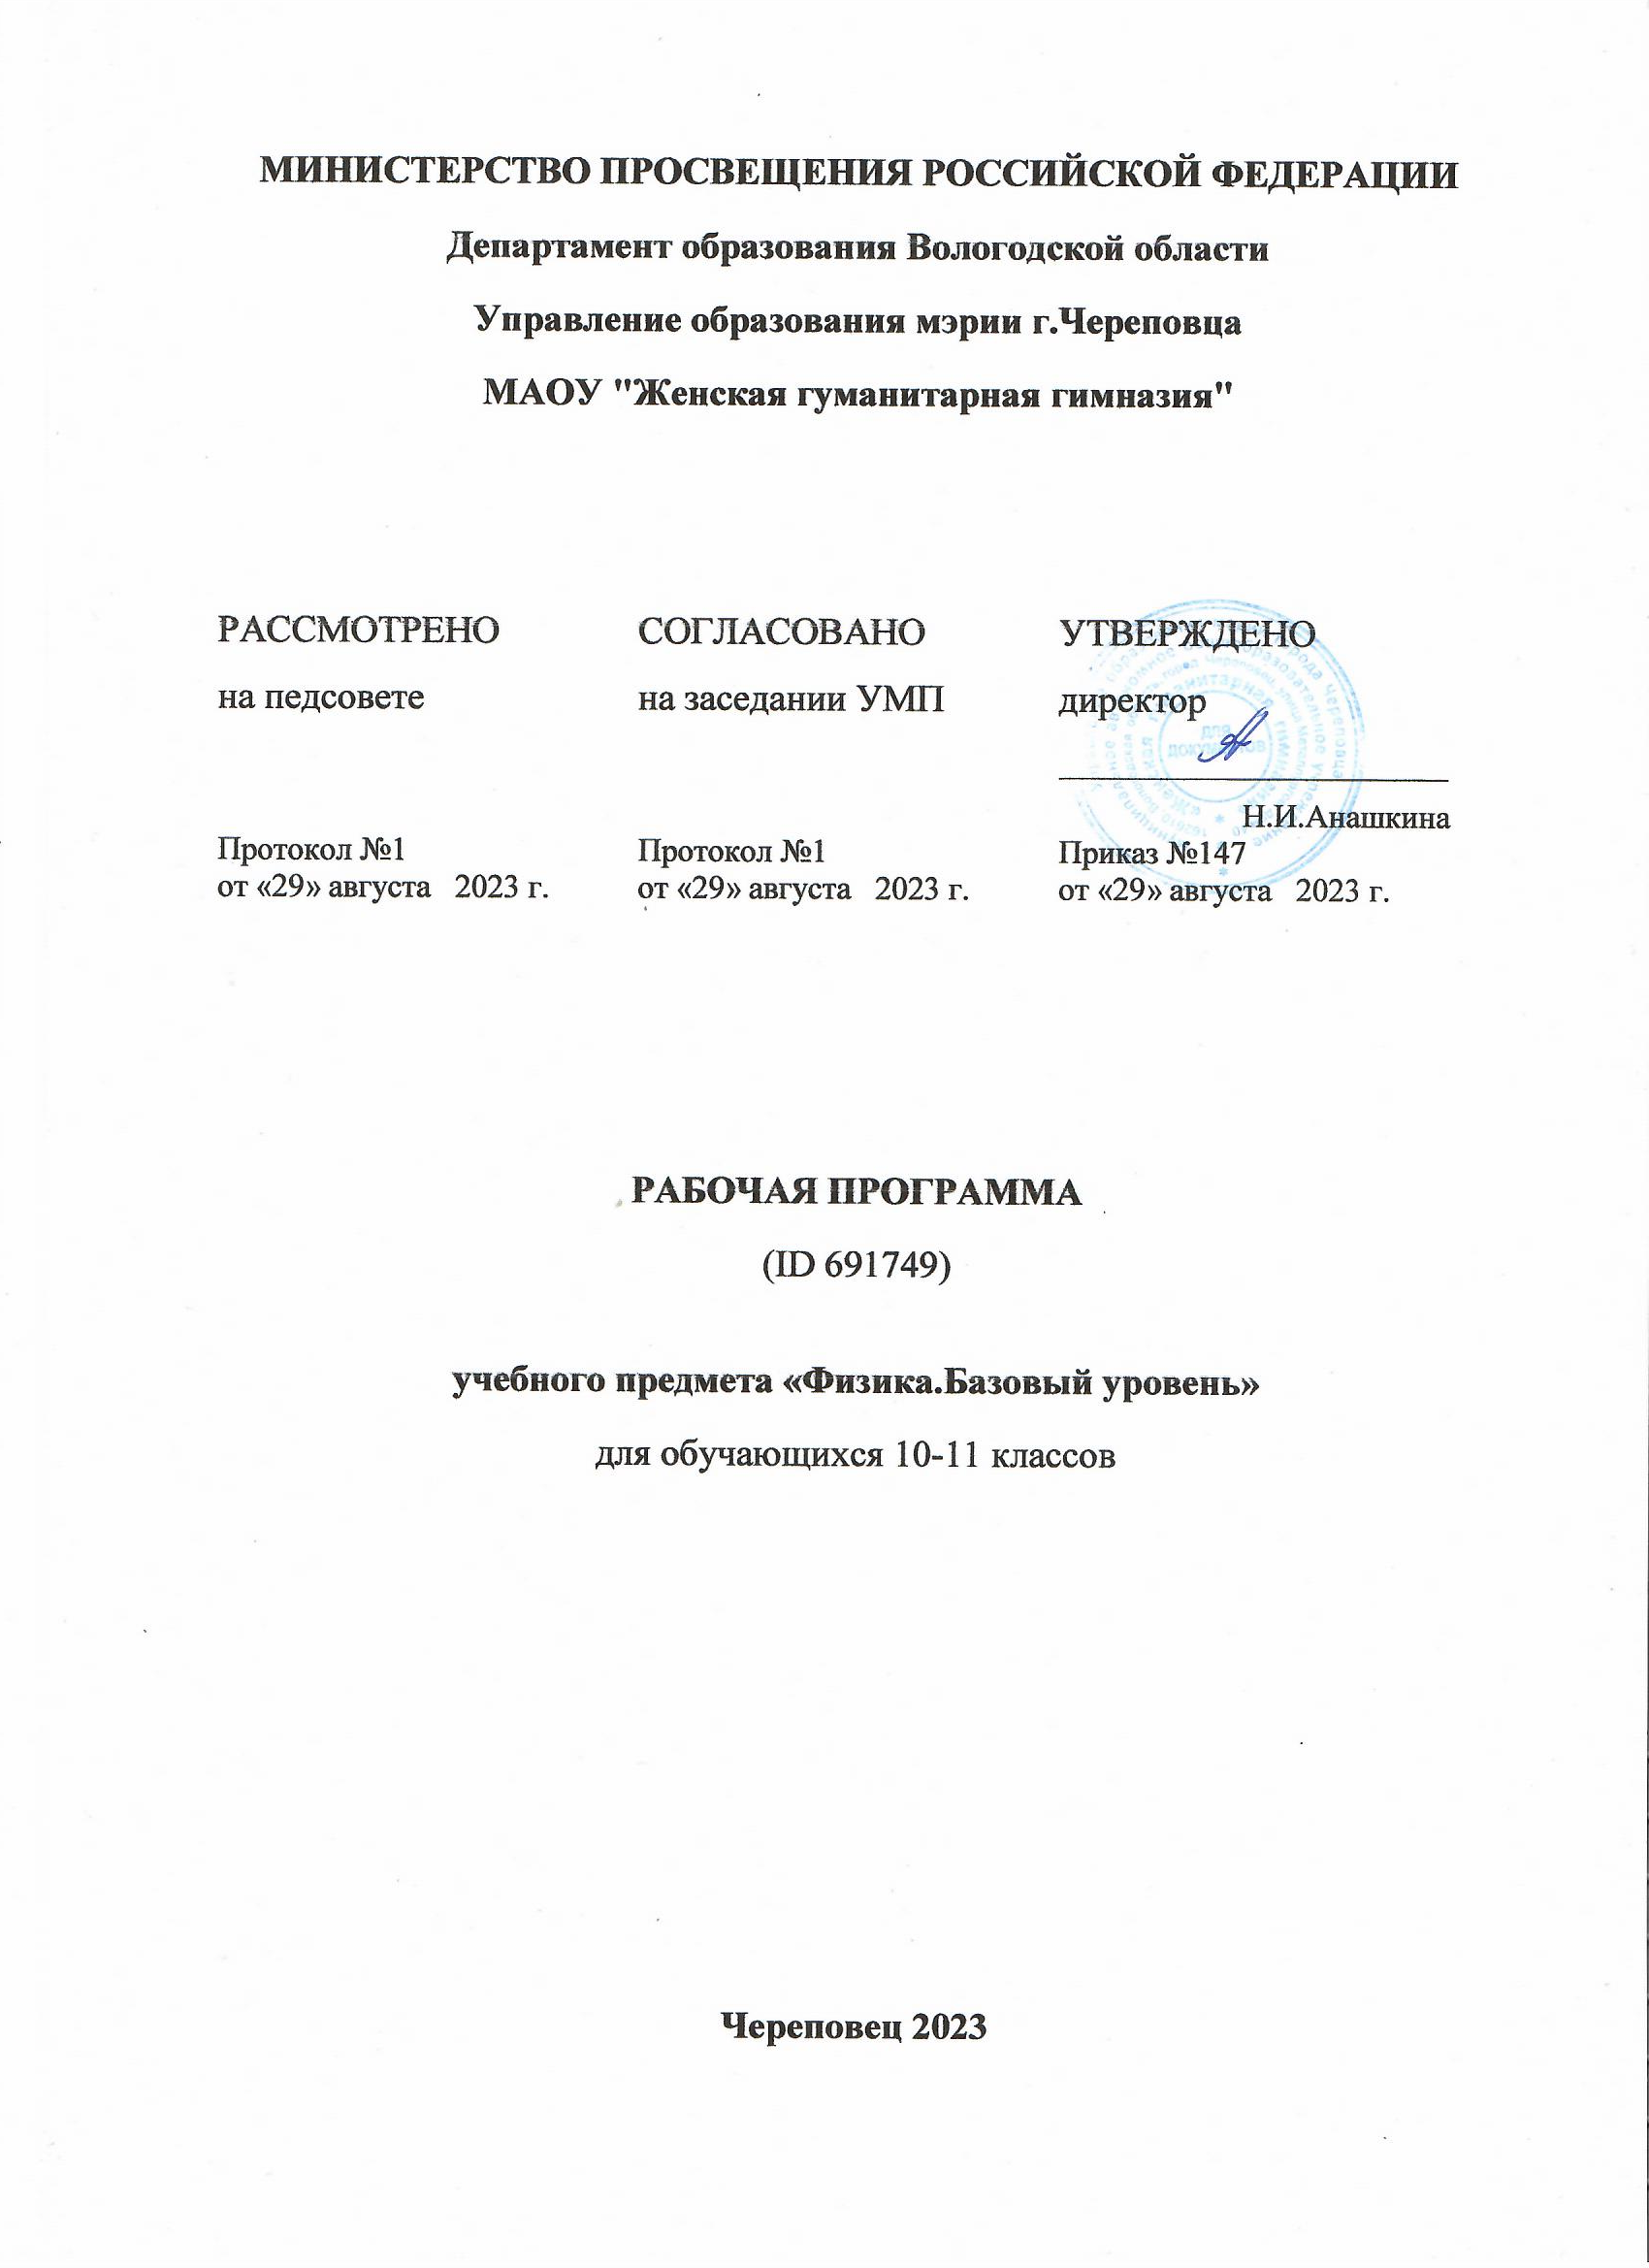 МИНИСТЕРСТВО ПРОСВЕЩЕНИЯ РОССИЙСКОЙ ФЕДЕРАЦИИ
Департамент образования Вологодской области
Управление образования мэрии г.Череповца
МАОУ "Женская гуманитарная гимназия"
РАССМОТРЕНО
на педсовете
Протокол №1
от «29» августа 2023 г.
СОГЛАСОВАНО
на заседании УМП
Протокол №1
от «29» августа 2023 г.
УТВЕРЖДЕНО
директор
Н.И.Анашкина
Приказ №147
от «29» августа 2023 г.
для
документов
РАБОЧАЯ ПРОГРАММА
(ID 691749)
учебного предмета «Физика.Базовый уровень»
для обучающихся 10-11 классов
Череповец 2023